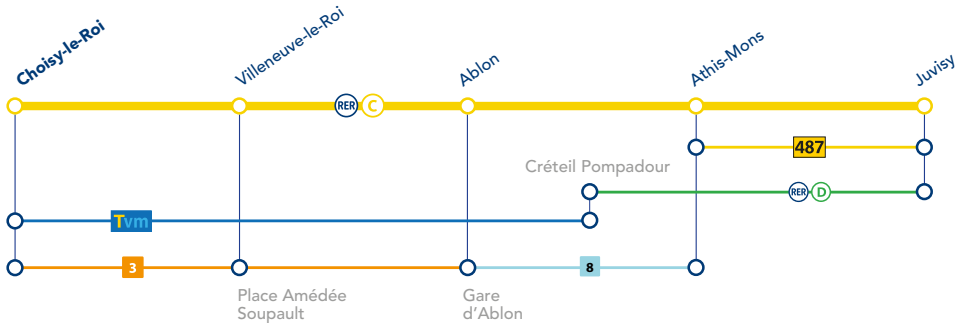 Choisy-le-Roi
Villeneuve-le-Roi
Ablon
Athis-Mons
Juvisy
RER C
487
Créteil Pompadour
RER D
Tvm
3
8
Place Amédée
Soupault
Gare
d'Ablon